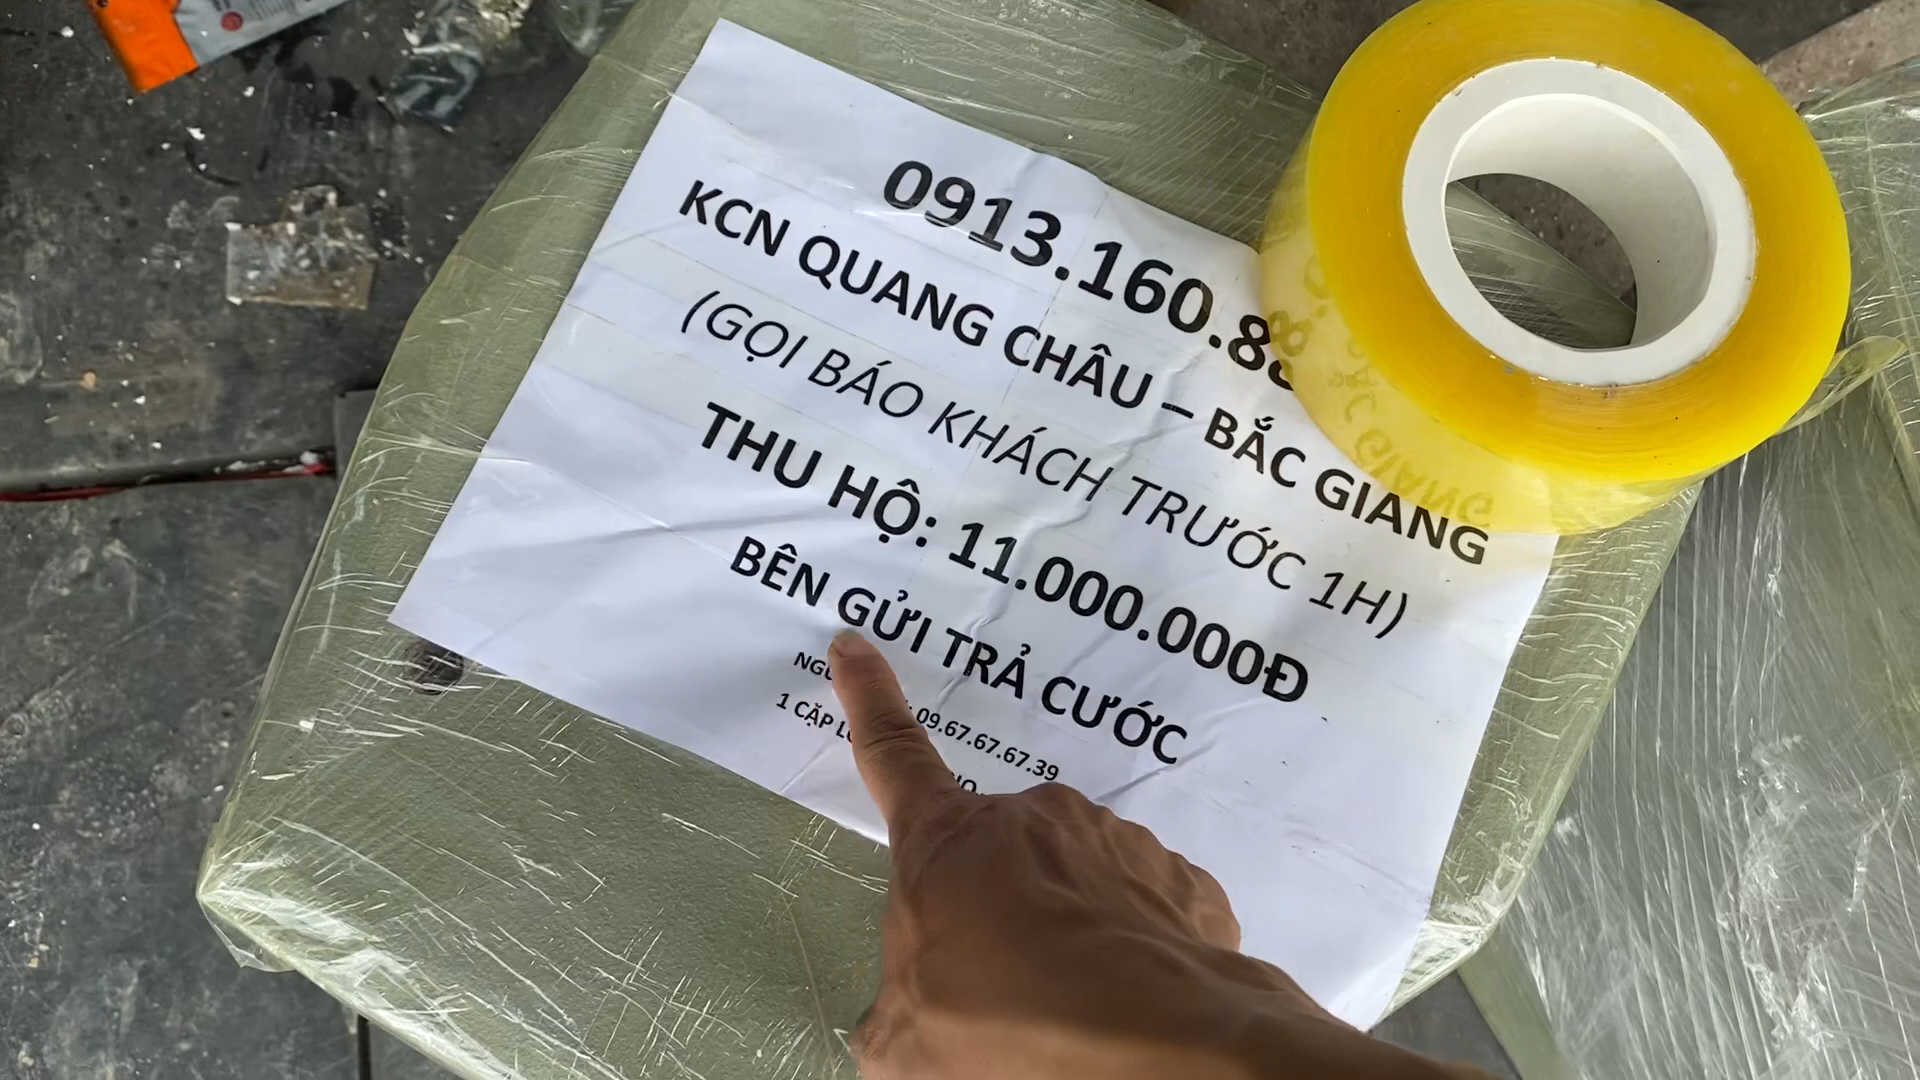 0913.160.88
KCN QUANG CHÂU – BẮC GIANG
(GỌI BÁO KHÁCH TRƯỚC 1H)
THU HỘ: 11.000.000Đ
BÊN GỬI TRẢ CƯỚC
09.67.67.67.39
1 CẶP